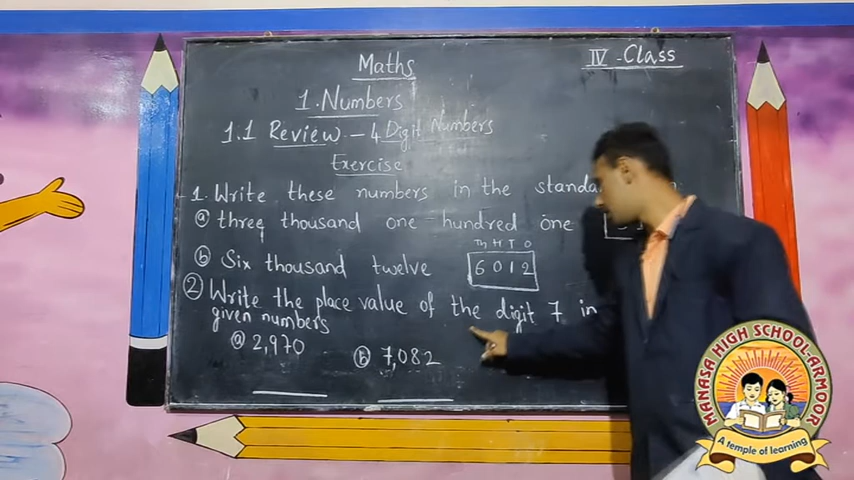 Maths
IV - Class
1. Numbers
1.1 Review - 4 Digit Numbers
Exercise
1. Write these numbers in the
ⓐ three thousand one hundred one
Th H T O
ⓑ Six thousand twelve 6012
② Write the place value of the digit 7 in
given numbers
ⓐ 2,970 ⓑ 7,082
MANASA HIGH SCHOOL-ARMOOR
A temple of learning